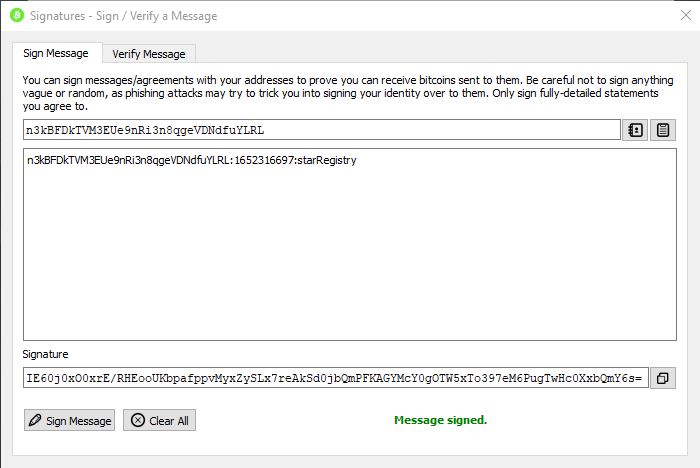 Signatures - Sign / Verify a Message
Sign Message
Verify Message
You can sign messages/agreements with your addresses to prove you can receive bitcoins sent to them. Be careful not to sign anything
vague or random, as phishing attacks may try to trick you into signing your identity over to them. Only sign fully-detailed statements
you agree to.
n3kBFDkTVM3EUe9nRi3n8qgeVDNdfuYLRL
n3kBFDkTVM3EUe9nRi3n8qgeVDNdfuYLRL:1652316697:starRegistry
Signature
IE60j0xO0xrE/RHEooUKbpafppvMyxZySLx7reAkSd0jbQmPFKAGYMcY0gOTW5xTo397eM6PugTwHc0XxbQmY6s=
Sign Message
Clear All
Message signed.